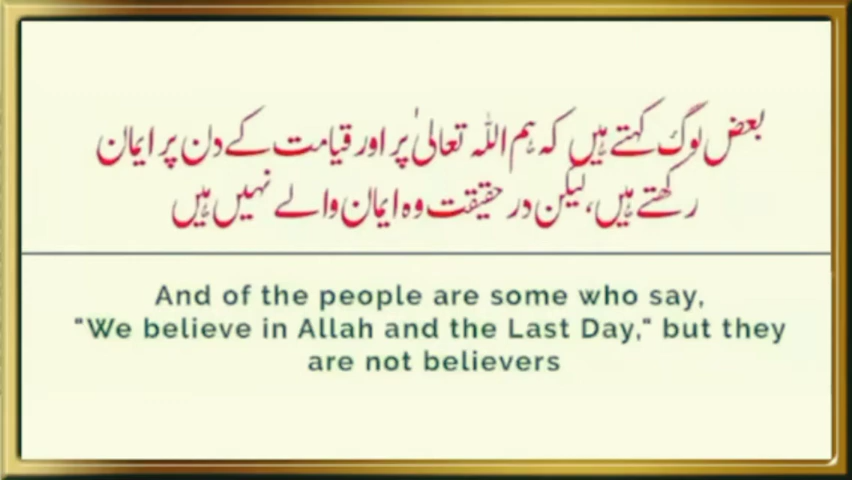 بعض لوگ کہتے ہیں کہ ہم اللہ تعالیٰ پر اور قیامت کے دن پر ایمان
رکھتے ہیں، لیکن در حقیقت وہ ایمان والے نہیں ہیں
And of the people are some who say,
"We believe in Allah and the Last Day," but they
are not believers